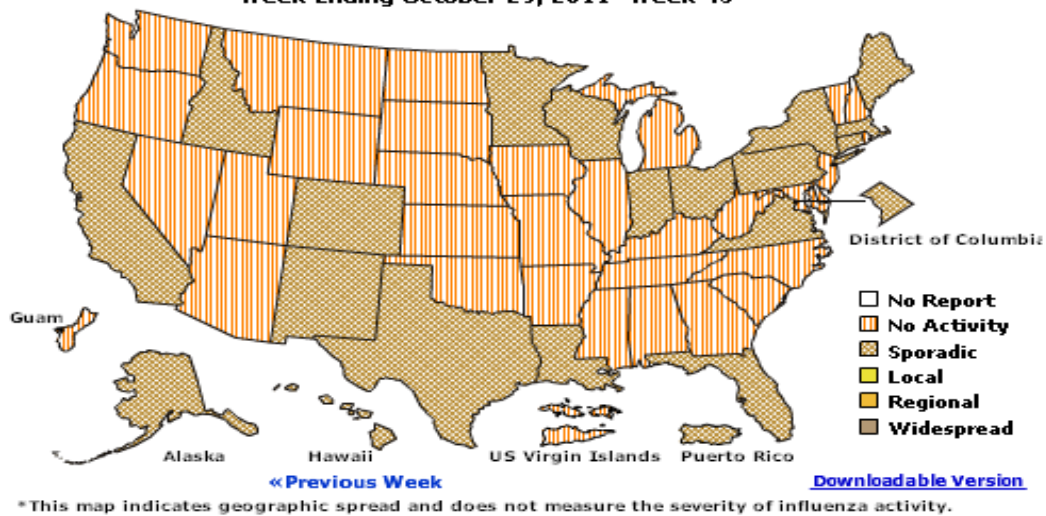 District of Columbia
Guam
No Report
No Activity
Sporadic
Local
Regional
Widespread
Alaska
Hawaii
US Virgin Islands
Puerto Rico
«Previous Week
Downloadable Version
*This map indicates geographic spread and does not measure the severity of influenza activity.